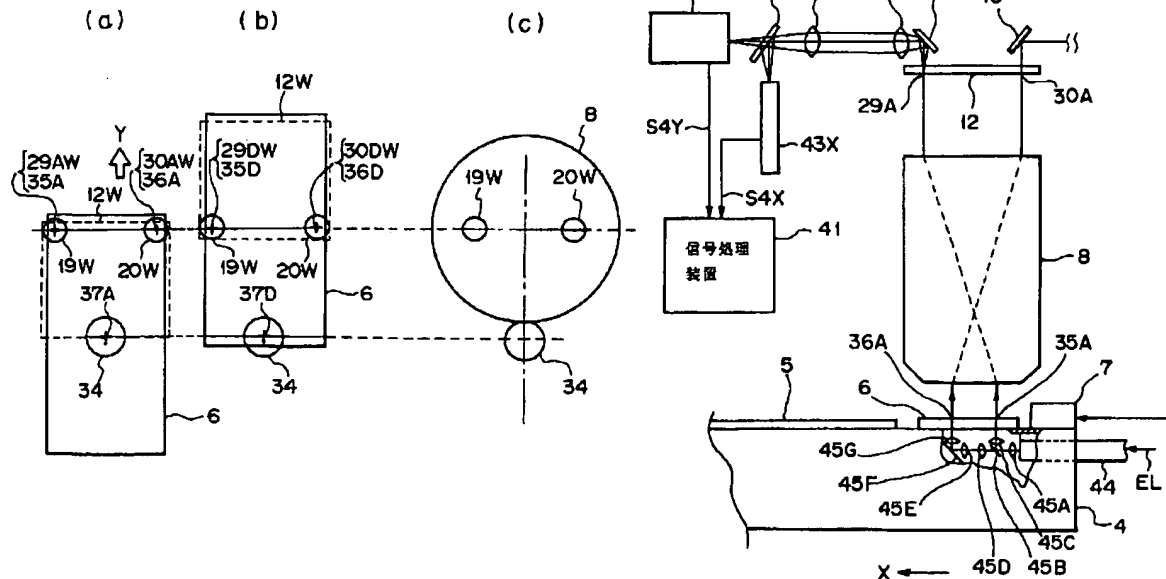 (a)
(b)
(c)
Y
29AW
35A
30AW
36A
12W
19W
20W
37A
34
6
12W
29DW
35D
30DW
36D
19W
20W
37D
34
6
8
19W
20W
34
29A
12
30A
S4Y
43X
S4X
41
信号処理
装置
8
36A
35A
7
5
6
45G
45F
45E
45D
45B
45C
45A
44
EL
4
X